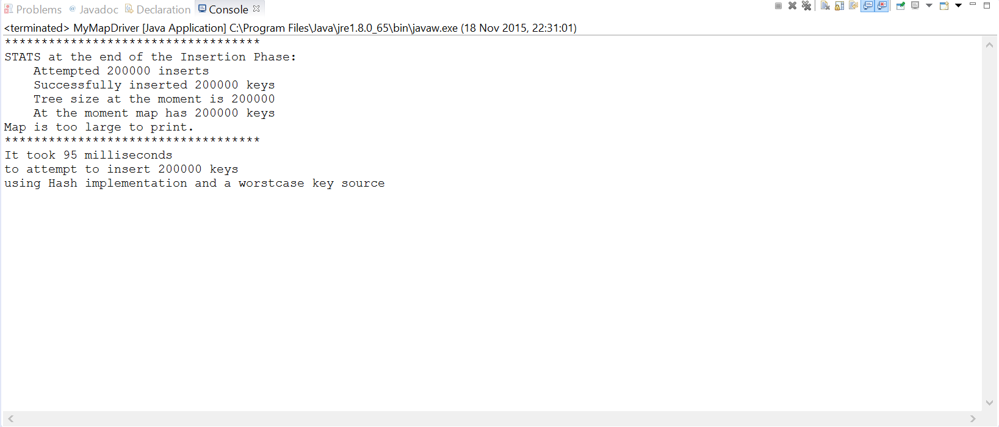 Problems @ Javadoc Declaration Console
<terminated> MyMapDriver [Java Application] C:\Program Files\Java\jre1.8.0_65\bin\javaw.exe (18 Nov 2015, 22:31:01)
***********************************
STATS at the end of the Insertion Phase:
    Attempted 200000 inserts
    Successfully inserted 200000 keys
    Tree size at the moment is 200000
    At the moment map has 200000 keys
Map is too large to print.
***********************************
It took 95 milliseconds
to attempt to insert 200000 keys
using Hash implementation and a worstcase key source